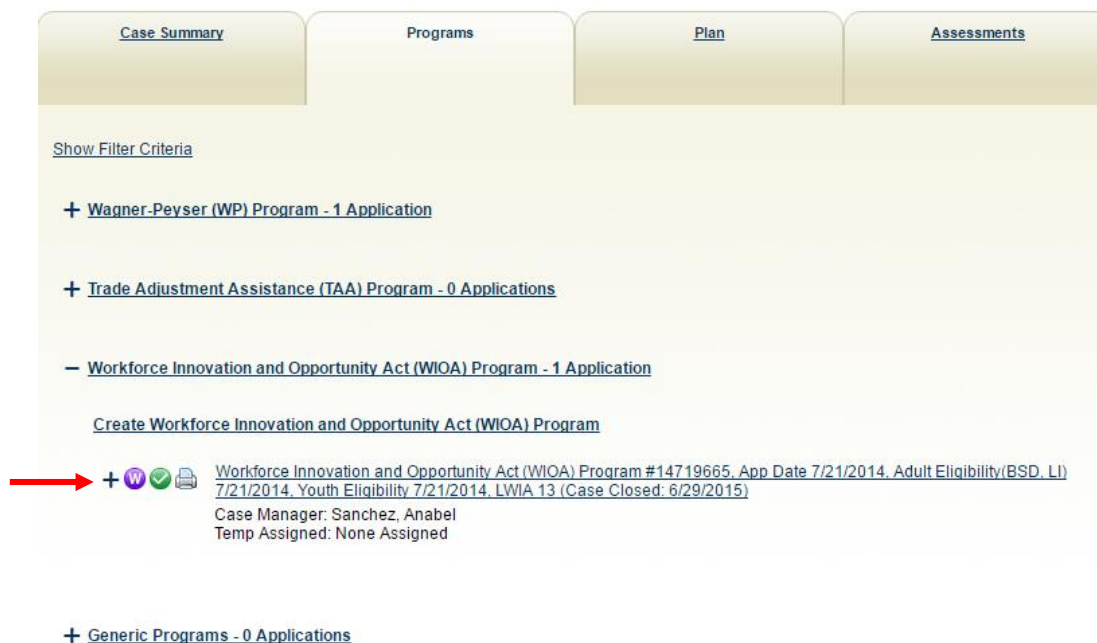 Case Summary
Programs
Plan
Assessments
Show Filter Criteria
+ Wagner-Peyser (WP) Program - 1 Application
+ Trade Adjustment Assistance (TAA) Program - 0 Applications
− Workforce Innovation and Opportunity Act (WIOA) Program - 1 Application
Create Workforce Innovation and Opportunity Act (WIOA) Program
+ W Workforce Innovation and Opportunity Act (WIOA) Program #14719665, App Date 7/21/2014, Adult Eligibility(BSD, LI)
7/21/2014, Youth Eligibility 7/21/2014, LWIA 13 (Case Closed: 6/29/2015)
Case Manager: Sanchez, Anabel
Temp Assigned: None Assigned
+ Generic Programs - 0 Applications